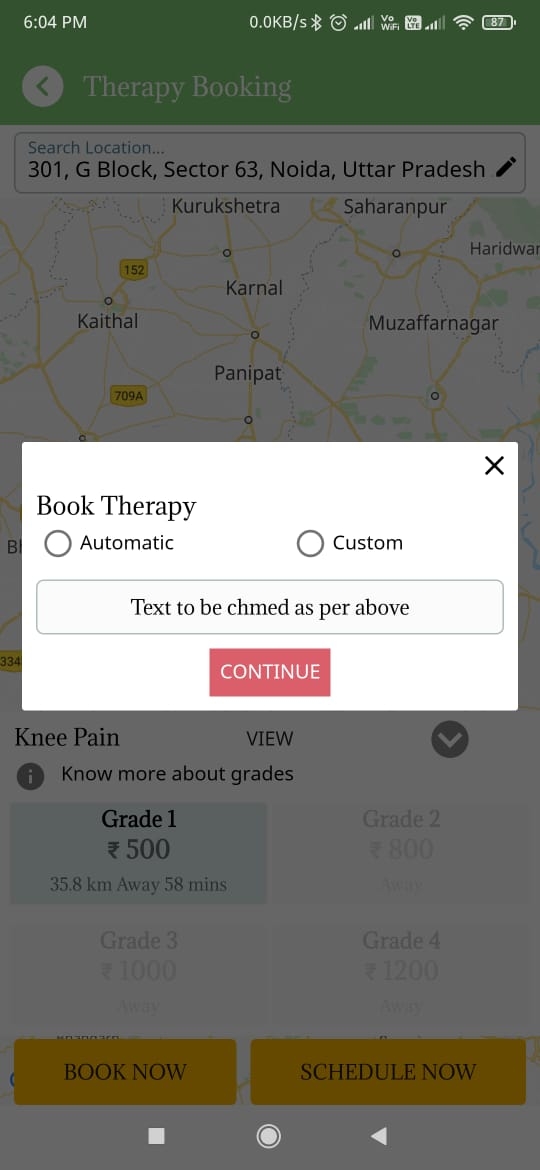 6:04 PM 0.0KB/s Vo WiFi Vo LTE 87
Therapy Booking
Search Location...
301, G Block, Sector 63, Noida, Uttar Pradesh
Kurukshetra Saharanpur
Haridwar
152
Karnal
Kaithal Muzaffarnagar
Panipat
709A
Book Therapy
Automatic Custom
Text to be chmed as per above
334
CONTINUE
Knee Pain VIEW
Know more about grades
Grade 1 Grade 2
₹ 500 ₹ 800
35.8 km Away 58 mins Away
Grade 3 Grade 4
₹ 1000 ₹ 1200
Away Away
BOOK NOW SCHEDULE NOW